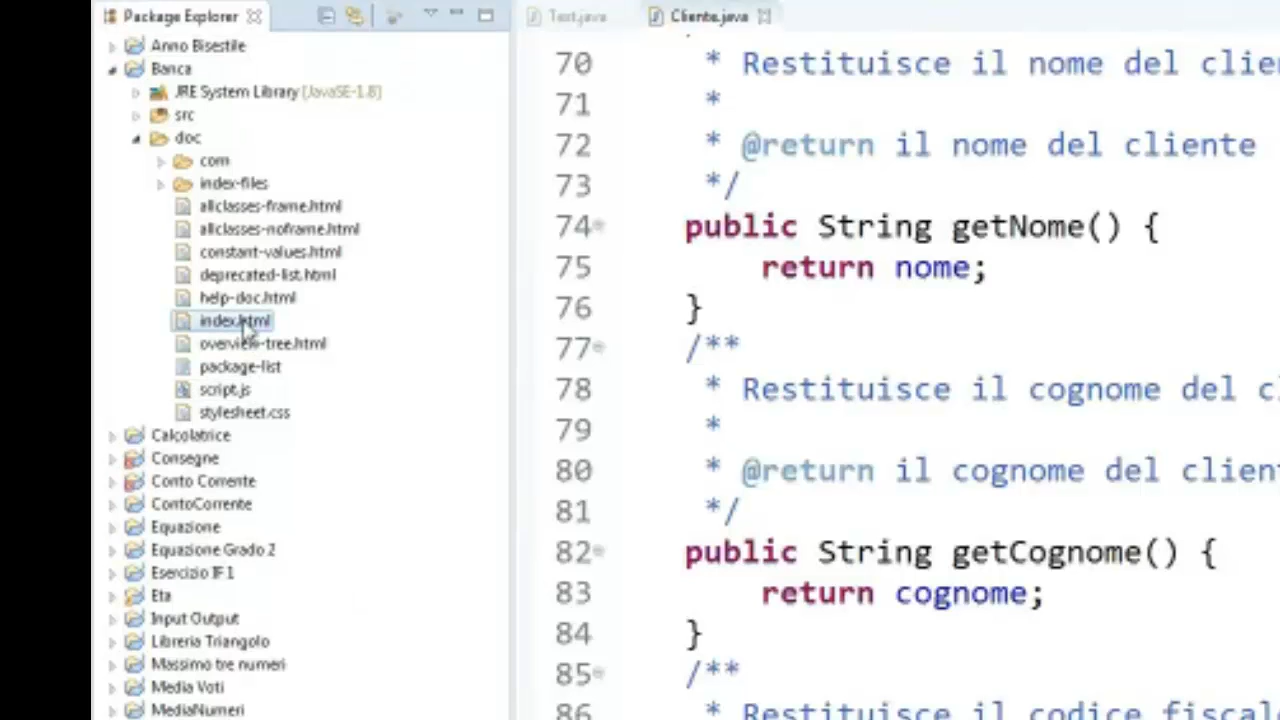 Package Explorer
Anno Bisestile
Banca
JRE System Library [JavaSE-1.8]
src
doc
com
index-files
allclasses-frame.html
allclasses-noframe.html
constant-values.html
deprecated-list.html
help-doc.html
index.html
overview-tree.html
package-list
script.js
stylesheet.css
Calcolatrice
Consegne
Conto Corrente
ContoCorrente
Equazione
Equazione Grado 2
Esercizio IF 1
Eta
Input Output
Libreria Triangolo
Massimo tre numeri
Media Voti
MediaNumeri
Test.java Cliente.java
70 * Restituisce il nome del clien
71 *
72 * @return il nome del cliente
73 */
74 public String getNome() {
75 return nome;
76 }
77 /**
78 * Restituisce il cognome del cl
79 *
80 * @return il cognome del client
81 */
82 public String getCognome() {
83 return cognome;
84 }
85 /**
86 * Restituisce il codice fiscal